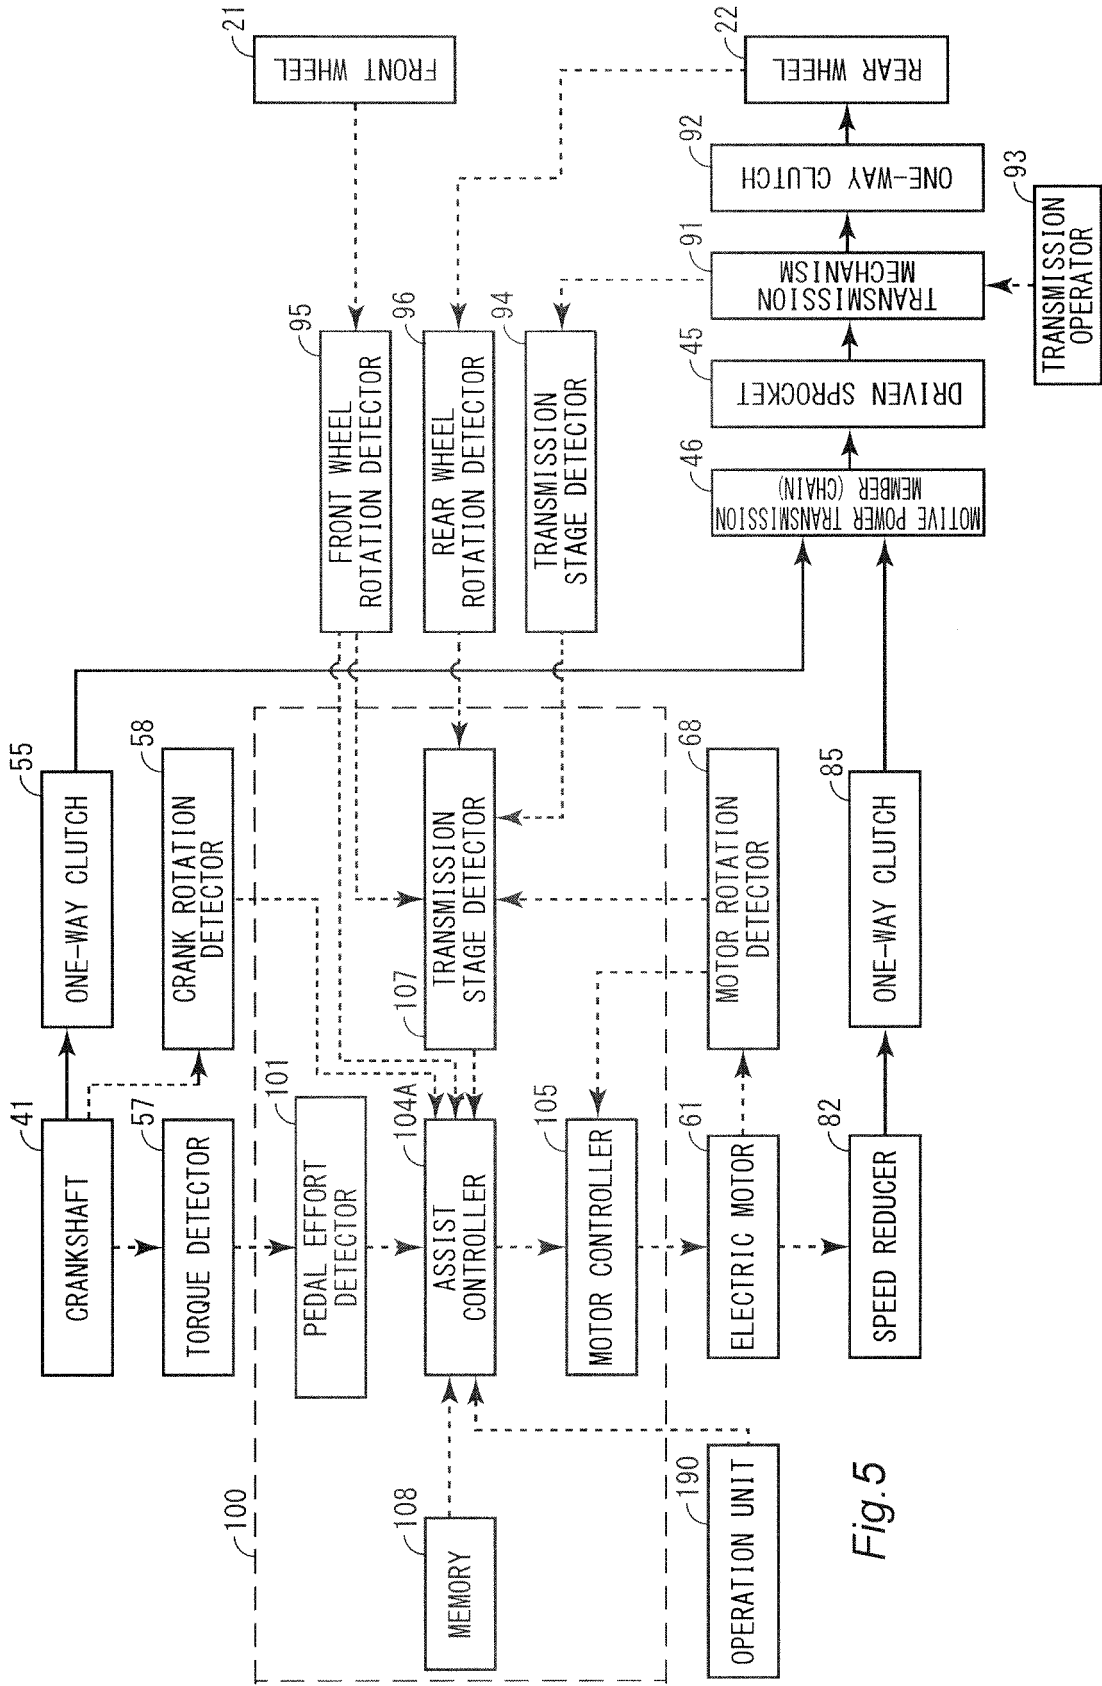 41
CRANKSHAFT
55
ONE-WAY CLUTCH
57
TORQUE DETECTOR
58
CRANK ROTATION
DETECTOR
21
FRONT WHEEL
100
101
PEDAL EFFORT
DETECTOR
95
FRONT WHEEL
ROTATION DETECTOR
108
MEMORY
104A
ASSIST
CONTROLLER
107
TRANSMISSION
STAGE DETECTOR
96
REAR WHEEL
ROTATION DETECTOR
105
MOTOR CONTROLLER
94
TRANSMISSION
STAGE DETECTOR
190
OPERATION UNIT
61
ELECTRIC MOTOR
68
MOTOR ROTATION
DETECTOR
46
MOTIVE POWER TRANSMISSION
MEMBER (CHAIN)
45
DRIVEN SPROCKET
91
TRANSMISSION
MECHANISM
92
ONE-WAY CLUTCH
22
REAR WHEEL
82
SPEED REDUCER
85
ONE-WAY CLUTCH
93
TRANSMISSION
OPERATOR
Fig.5